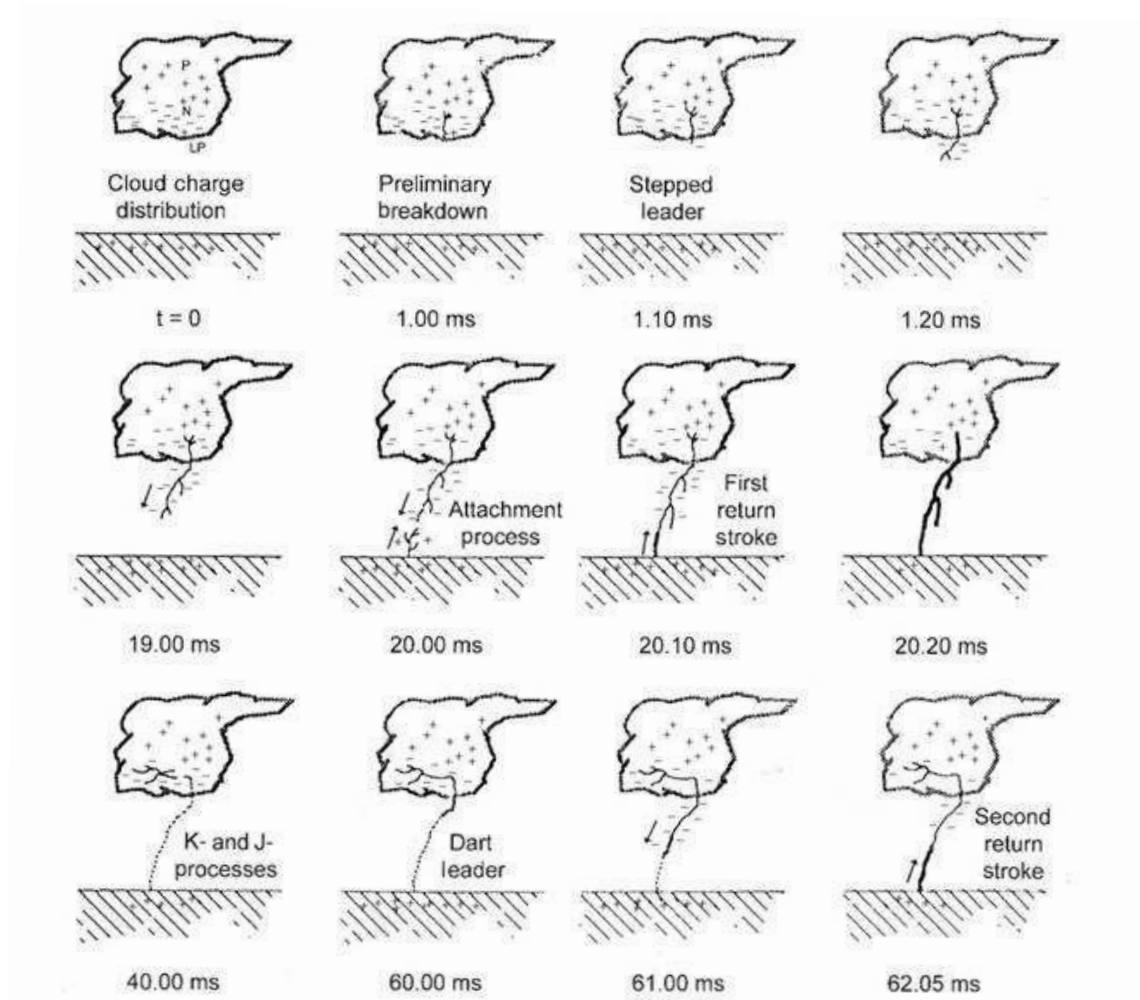 P
N
LP
Cloud charge
distribution
Preliminary
breakdown
Stepped
leader
t = 0
1.00 ms
1.10 ms
1.20 ms
Attachment
process
First
return
stroke
19.00 ms
20.00 ms
20.10 ms
20.20 ms
K- and J-
processes
Dart
leader
Second
return
stroke
40.00 ms
60.00 ms
61.00 ms
62.05 ms